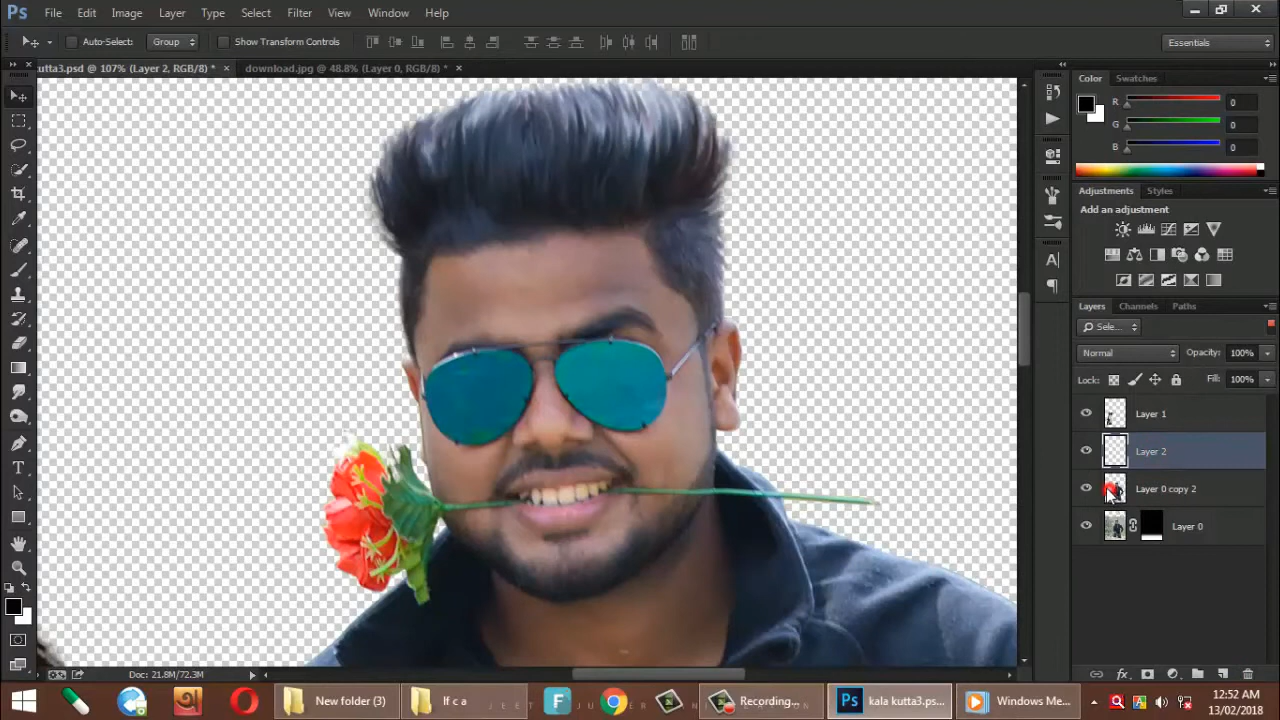 Ps File Edit Image Layer Type Select Filter View Window Help
Auto-Select: Group Show Transform Controls Essentials
kutta3.psd @ 107% (Layer 2, RGB/8) * × download.jpg @ 48.8% (Layer 0, RGB/8) * ×
Color Swatches
R 0
G 0
B 0
Adjustments Styles
Add an adjustment
Layers Channels Paths
Sele...
Normal Opacity: 100%
Lock: Fill: 100%
Layer 1
Layer 2
Layer 0 copy 2
Layer 0
Doc: 21.8M/72.3M
New folder (3) If c a Recording... Ps kala kutta3.ps... Windows Me...
12:52 AM
13/02/2018